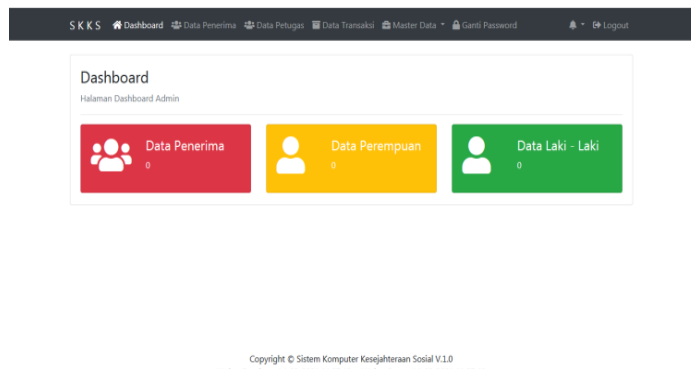 S K K S Dashboard Data Penerima Data Petugas Data Transaksi Master Data Ganti Password Logout
Dashboard
Halaman Dashboard Admin
Data Penerima
0
Data Perempuan
0
Data Laki - Laki
0
Copyright © Sistem Komputer Kesejahteraan Sosial V.1.0